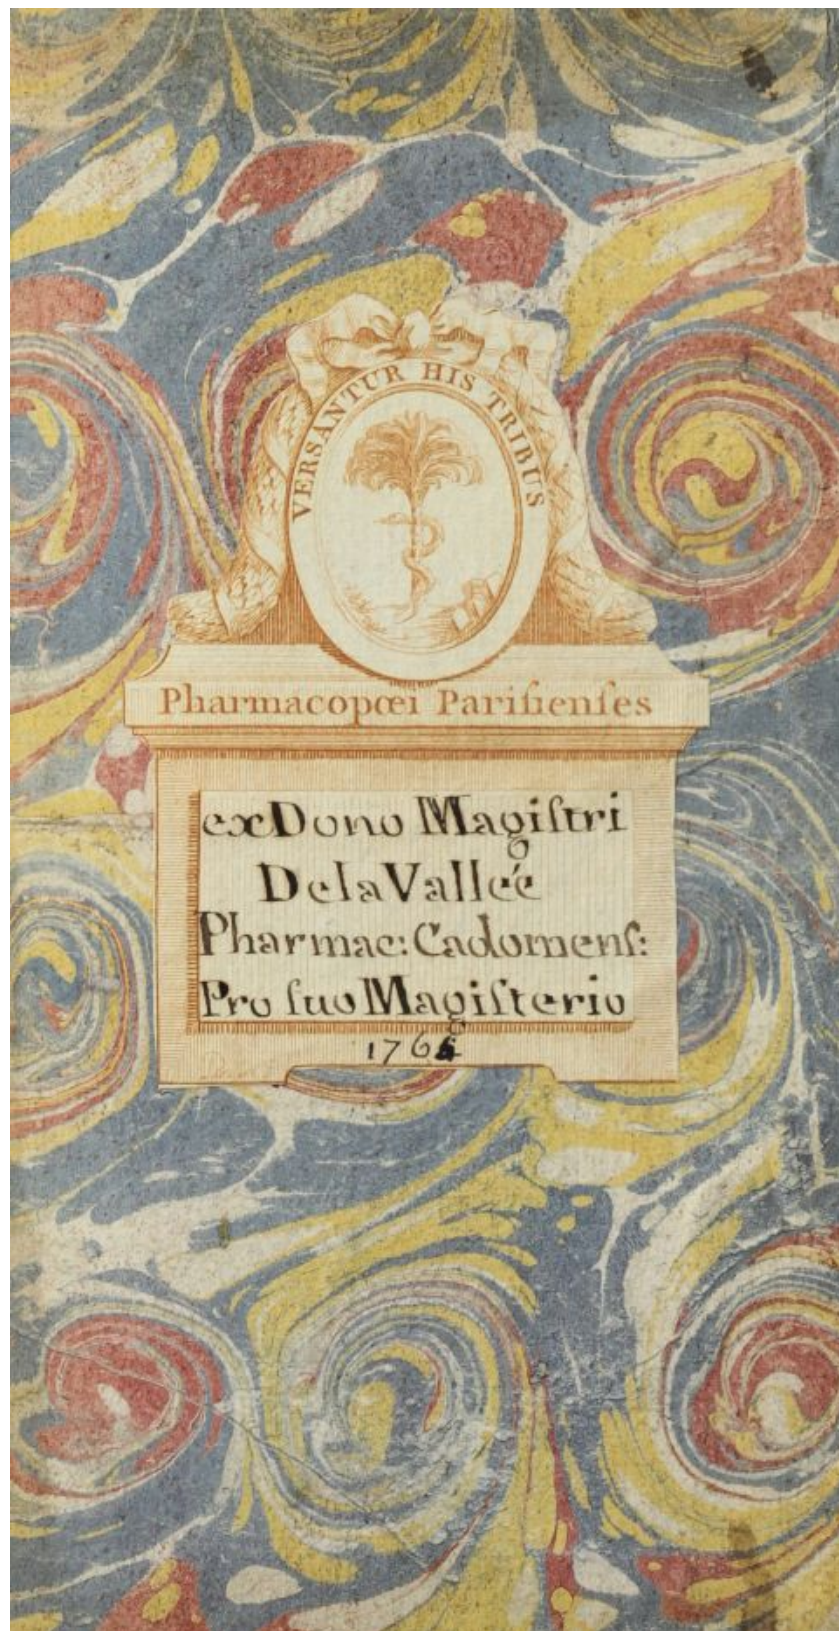 VERSANTUR HIS TRIBUS
Pharmacopœi Pariſienſes
ex Dono Magiſtri
De la Vallée
Pharmac: Cadomenſ:
Pro ſuo Magiſterio